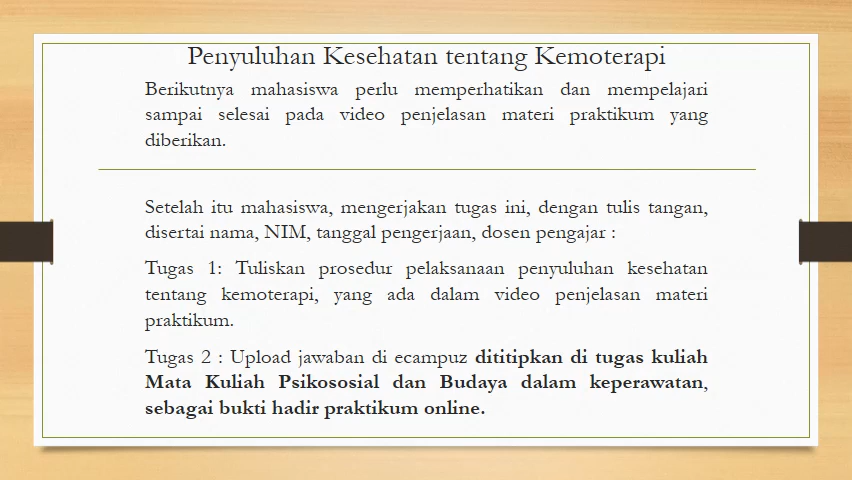 Penyuluhan Kesehatan tentang Kemoterapi
Berikutnya mahasiswa perlu memperhatikan dan mempelajari
sampai selesai pada video penjelasan materi praktikum yang
diberikan.
Setelah itu mahasiswa, mengerjakan tugas ini, dengan tulis tangan,
disertai nama, NIM, tanggal pengerjaan, dosen pengajar :
Tugas 1: Tuliskan prosedur pelaksanaan penyuluhan kesehatan
tentang kemoterapi, yang ada dalam video penjelasan materi
praktikum.
Tugas 2 : Upload jawaban di ecampuz dititipkan di tugas kuliah
Mata Kuliah Psikososial dan Budaya dalam keperawatan,
sebagai bukti hadir praktikum online.